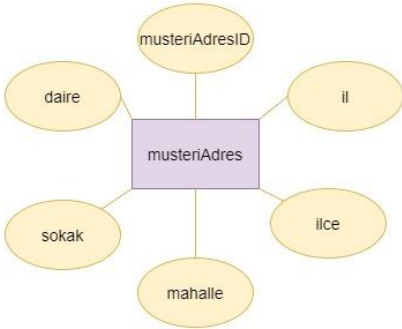 musteriAdresID
daire
il
musteriAdres
sokak
ilce
mahalle